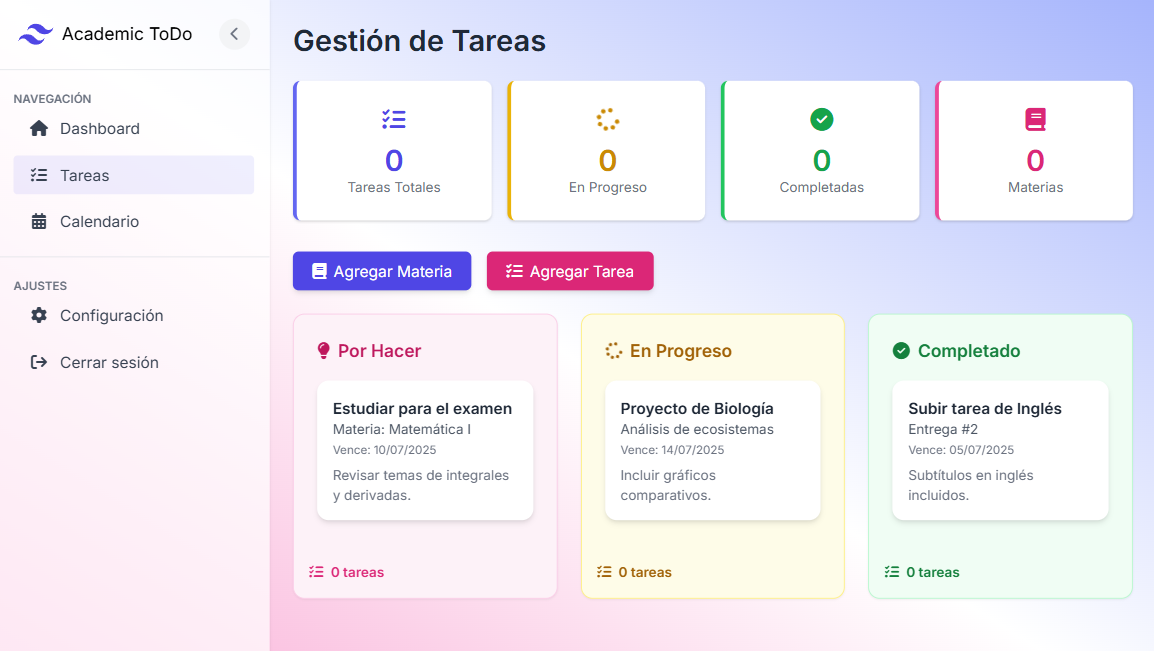 Academic ToDo
NAVEGACIÓN
Dashboard
Tareas
Calendario
AJUSTES
Configuración
Cerrar sesión
Gestión de Tareas
0
Tareas Totales
0
En Progreso
0
Completadas
0
Materias
Agregar Materia
Agregar Tarea
Por Hacer
Estudiar para el examen
Materia: Matemática I
Vence: 10/07/2025
Revisar temas de integrales
y derivadas.
0 tareas
En Progreso
Proyecto de Biología
Análisis de ecosistemas
Vence: 14/07/2025
Incluir gráficos
comparativos.
0 tareas
Completado
Subir tarea de Inglés
Entrega #2
Vence: 05/07/2025
Subtítulos en inglés
incluidos.
0 tareas